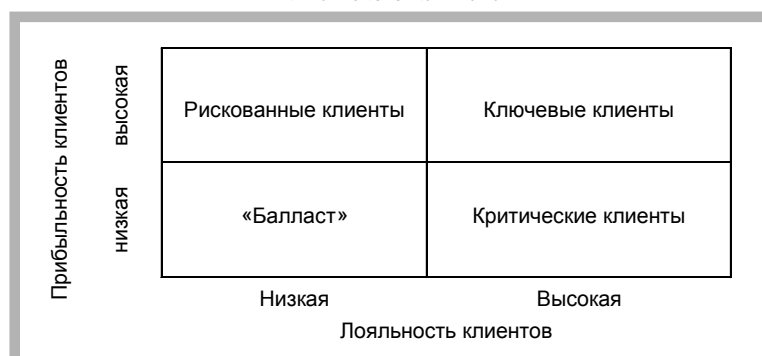 Прибыльность клиентов
высокая
Рискованные клиенты
Ключевые клиенты
низкая
«Балласт»
Критические клиенты
Низкая
Высокая
Лояльность клиентов